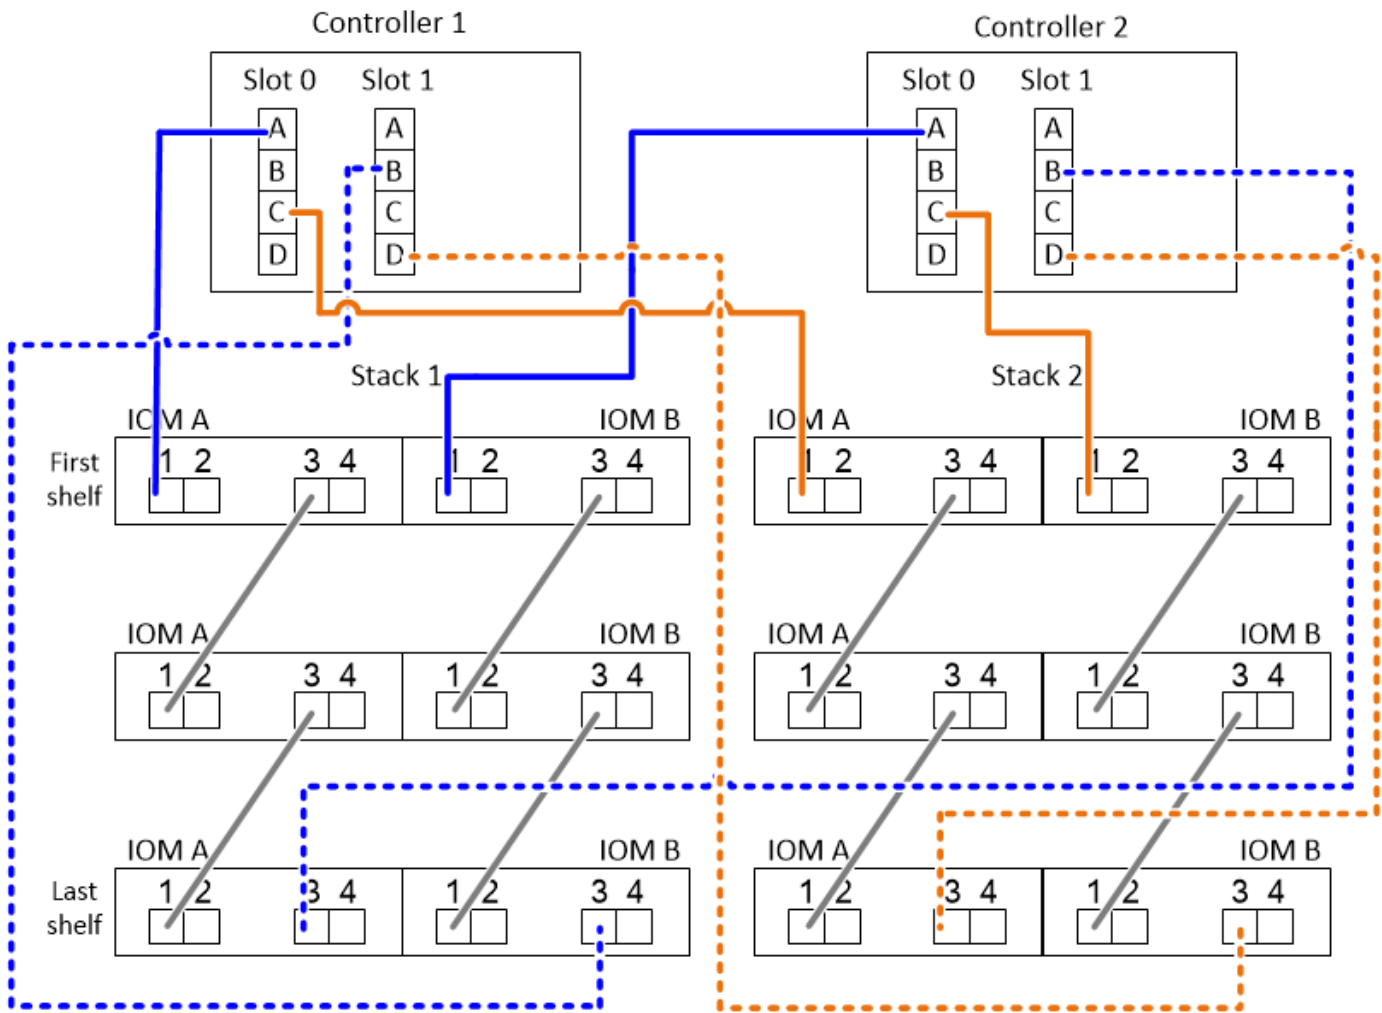 Controller 1
Controller 2
Slot 0 Slot 1
Slot 0 Slot 1
A A
B B
C C
D D
A A
B B
C C
D D
Stack 1
Stack 2
IOM A IOM B
IOM A IOM B
First
shelf
1 2 3 4 1 2 3 4
1 2 3 4 1 2 3 4
IOM A IOM B
IOM A IOM B
1 2 3 4 1 2 3 4
1 2 3 4 1 2 3 4
IOM A IOM B
IOM A IOM B
Last
shelf
1 2 3 4 1 2 3 4
1 2 3 4 1 2 3 4